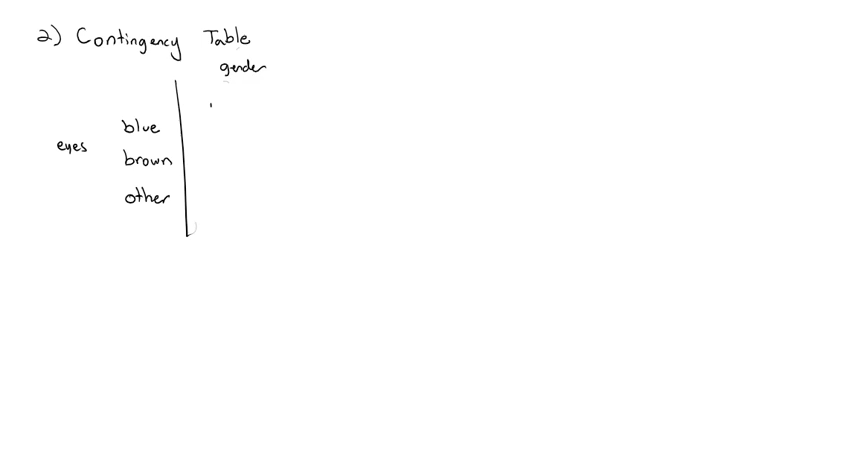 2) Contingency Table
gender
blue
eyes
brown
other